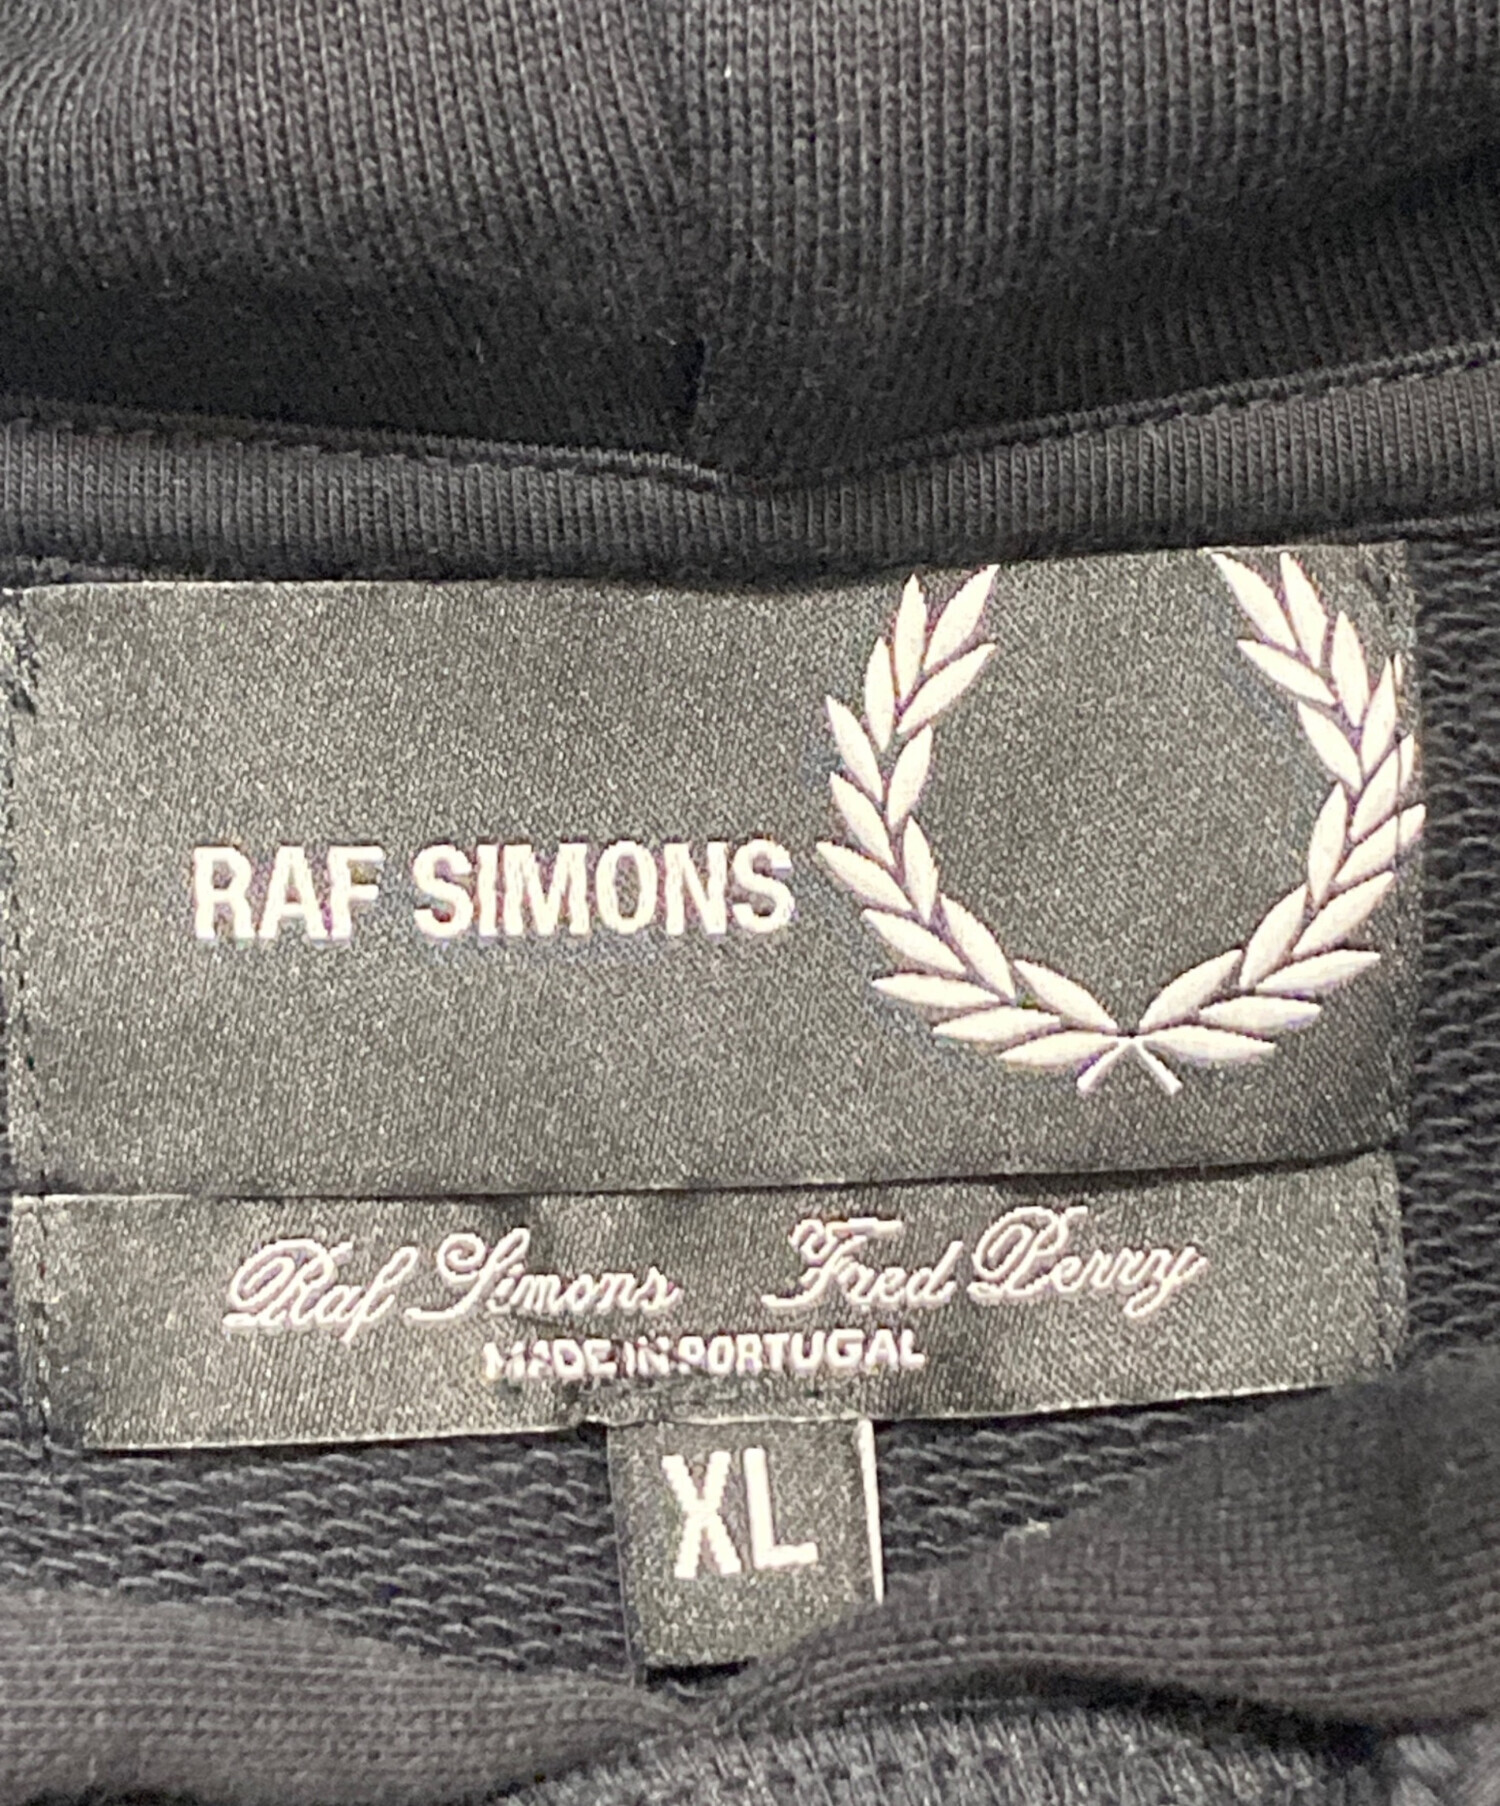 RAF SIMONS
Raf Simons Fred Perry
MADE IN PORTUGAL
XL